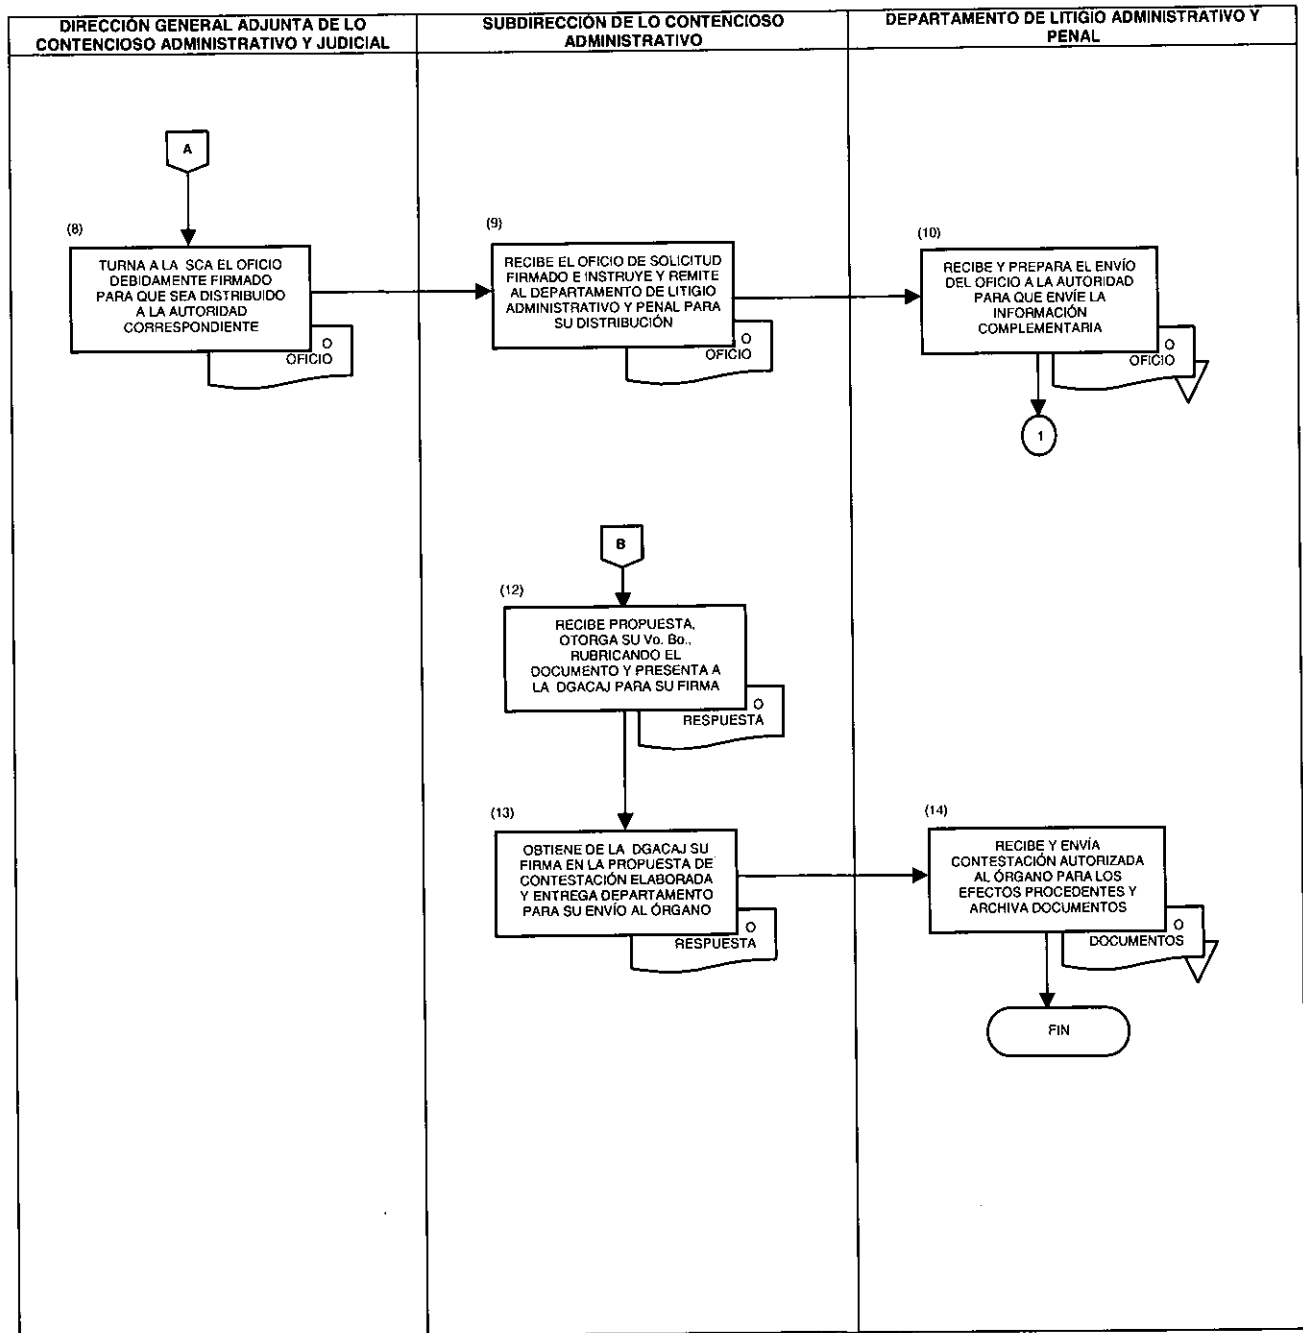 DIRECCIÓN GENERAL ADJUNTA DE LO
CONTENCIOSO ADMINISTRATIVO Y JUDICIAL
SUBDIRECCIÓN DE LO CONTENCIOSO
ADMINISTRATIVO
DEPARTAMENTO DE LITIGIO ADMINISTRATIVO Y
PENAL
A
(8)
TURNA A LA SCA EL OFICIO
DEBIDAMENTE FIRMADO
PARA QUE SEA DISTRIBUIDO
A LA AUTORIDAD
CORRESPONDIENTE
O
OFICIO
(9)
RECIBE EL OFICIO DE SOLICITUD
FIRMADO E INSTRUYE Y REMITE
AL DEPARTAMENTO DE LITIGIO
ADMINISTRATIVO Y PENAL PARA
SU DISTRIBUCIÓN
O
OFICIO
(10)
RECIBE Y PREPARA EL ENVÍO
DEL OFICIO A LA AUTORIDAD
PARA QUE ENVÍE LA
INFORMACIÓN
COMPLEMENTARIA
O
OFICIO
1
B
(12)
RECIBE PROPUESTA,
OTORGA SU Vo. Bo.,
RUBRICANDO EL
DOCUMENTO Y PRESENTA A
LA DGACAJ PARA SU FIRMA
O
RESPUESTA
(13)
OBTIENE DE LA DGACAJ SU
FIRMA EN LA PROPUESTA DE
CONTESTACIÓN ELABORADA
Y ENTREGA DEPARTAMENTO
PARA SU ENVÍO AL ÓRGANO
O
RESPUESTA
(14)
RECIBE Y ENVÍA
CONTESTACIÓN AUTORIZADA
AL ÓRGANO PARA LOS
EFECTOS PROCEDENTES Y
ARCHIVA DOCUMENTOS
O
DOCUMENTOS
FIN